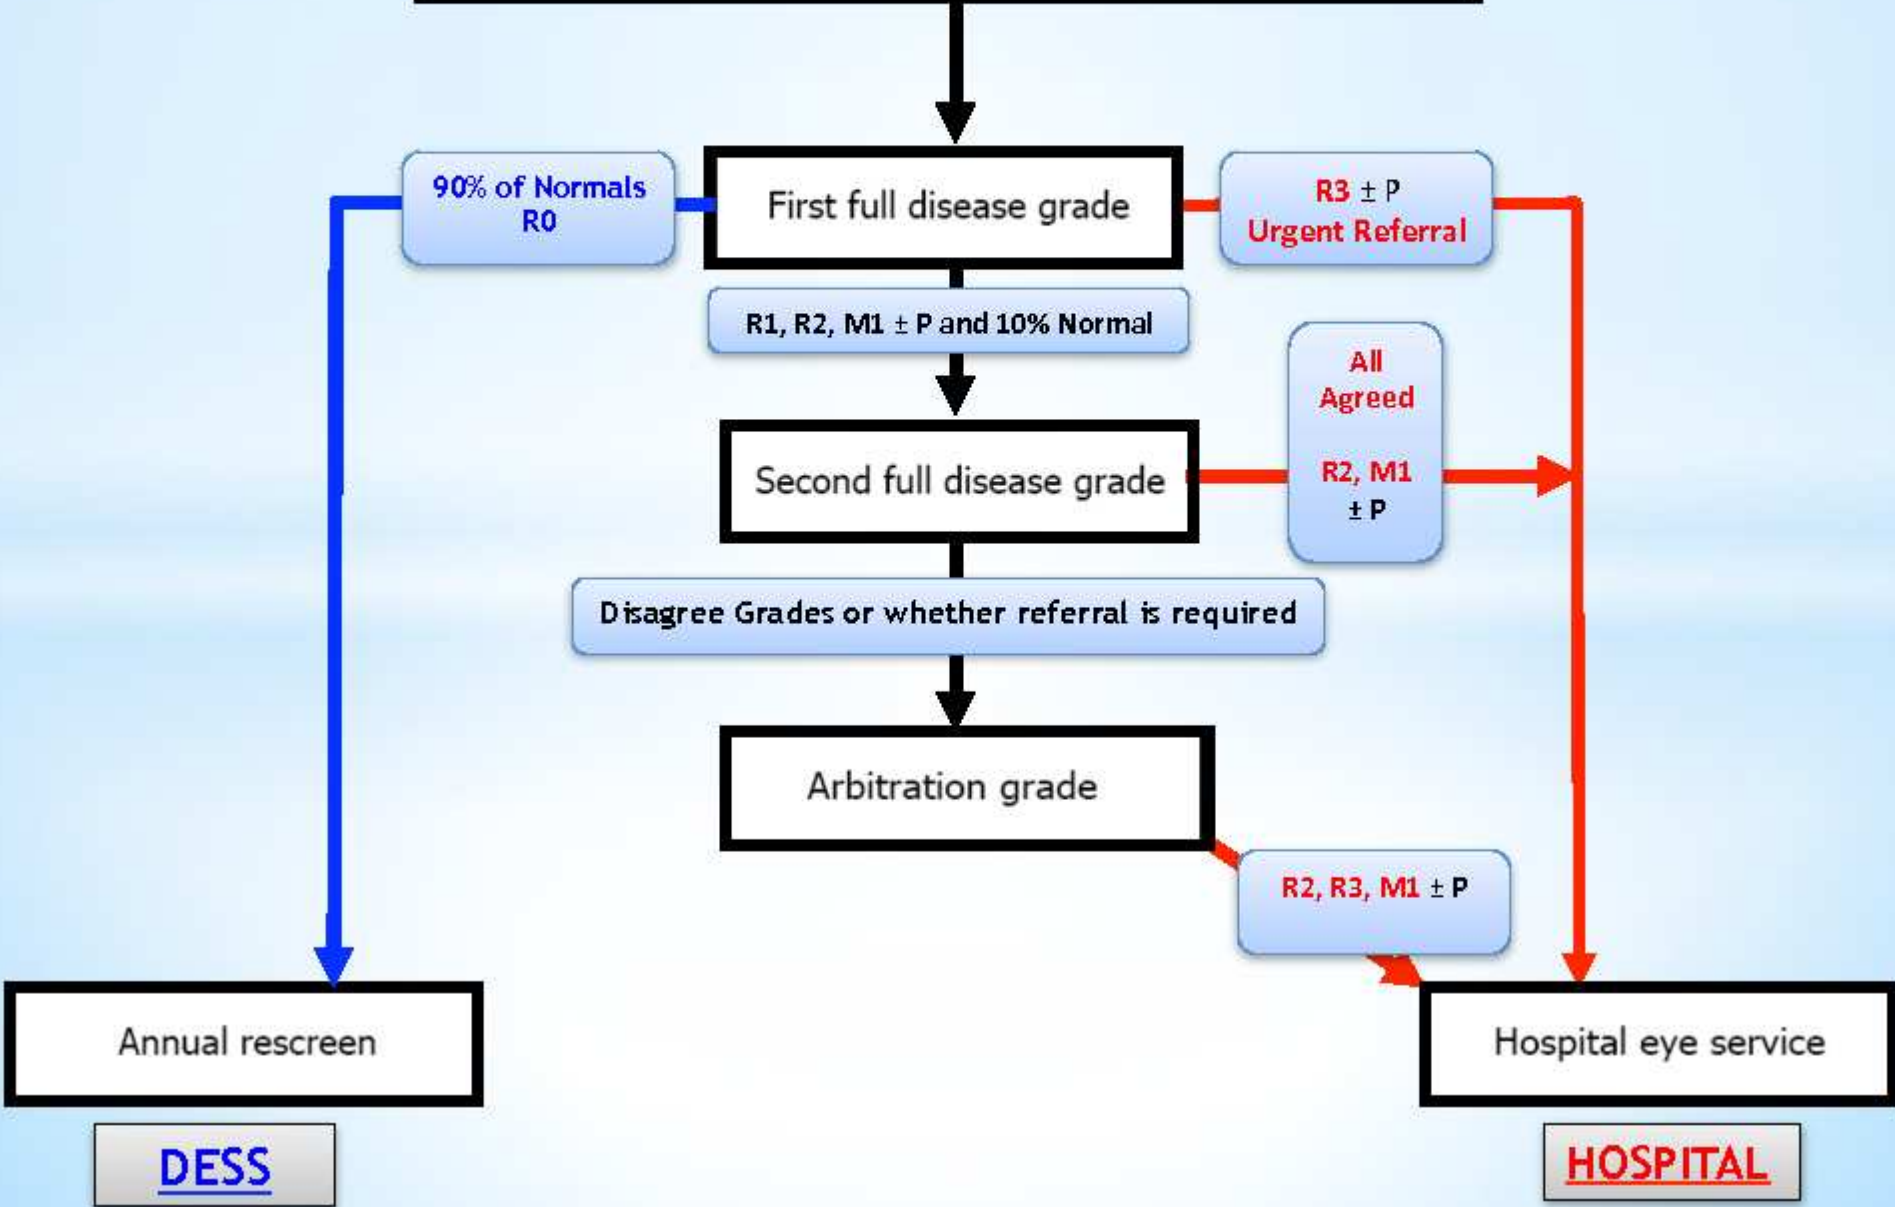 90% of Normals
R0
First full disease grade
R3 ± P
Urgent Referral
R1, R2, M1 ± P and 10% Normal
All
Agreed
R2, M1
± P
Second full disease grade
Disagree Grades or whether referral is required
Arbitration grade
R2, R3, M1 ± P
Annual rescreen
Hospital eye service
DESS
HOSPITAL